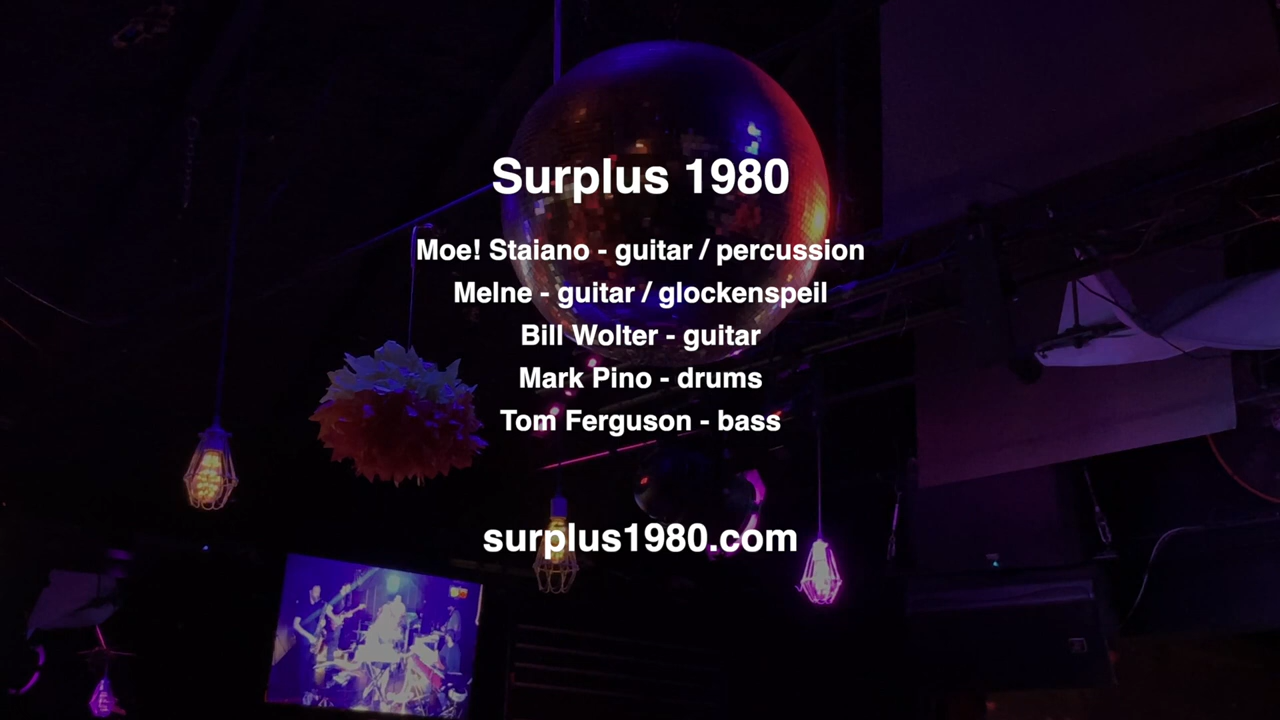 Surplus 1980
Moe! Staiano - guitar / percussion
Melne - guitar / glockenspeil
Bill Wolter - guitar
Mark Pino - drums
Tom Ferguson - bass
surplus1980.com